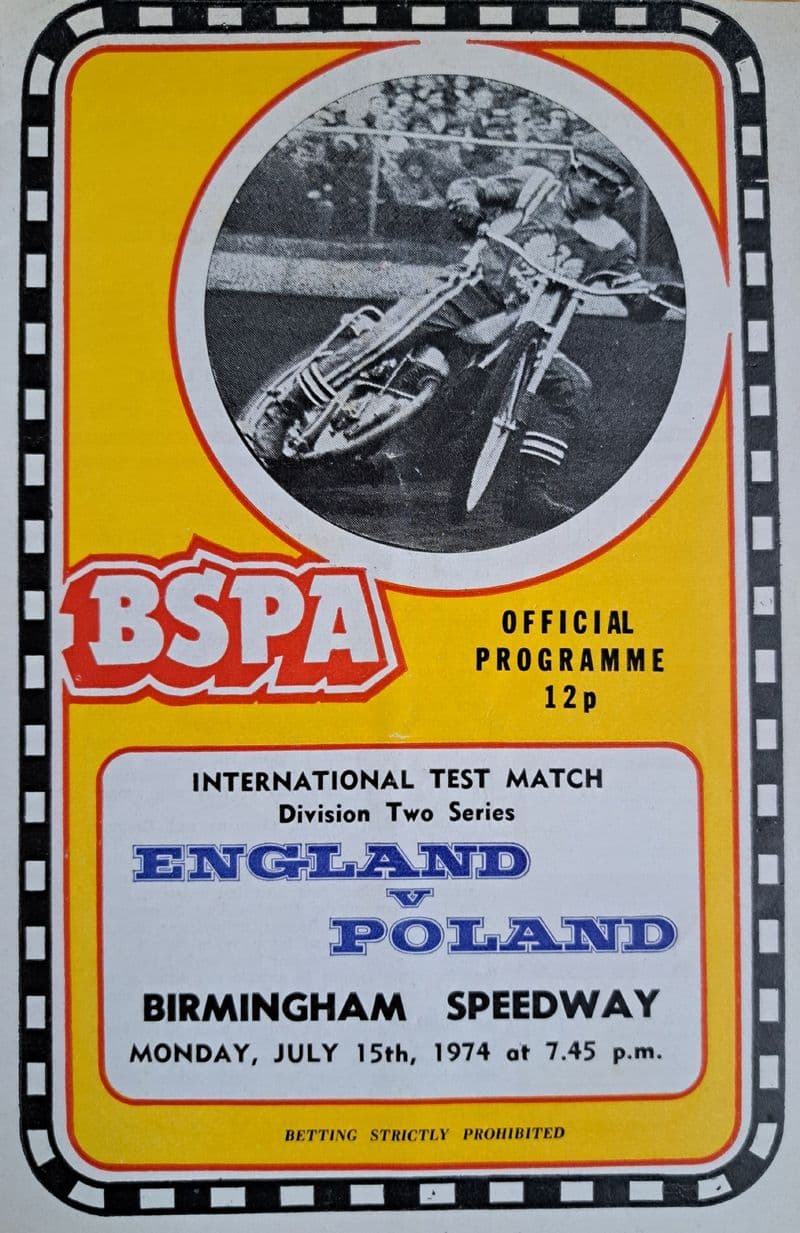 BSPA
OFFICIAL
PROGRAMME
12p
INTERNATIONAL TEST MATCH
Division Two Series
ENGLAND
V
POLAND
BIRMINGHAM SPEEDWAY
MONDAY, JULY 15th, 1974 at 7.45 p.m.
BETTING STRICTLY PROHIBITED